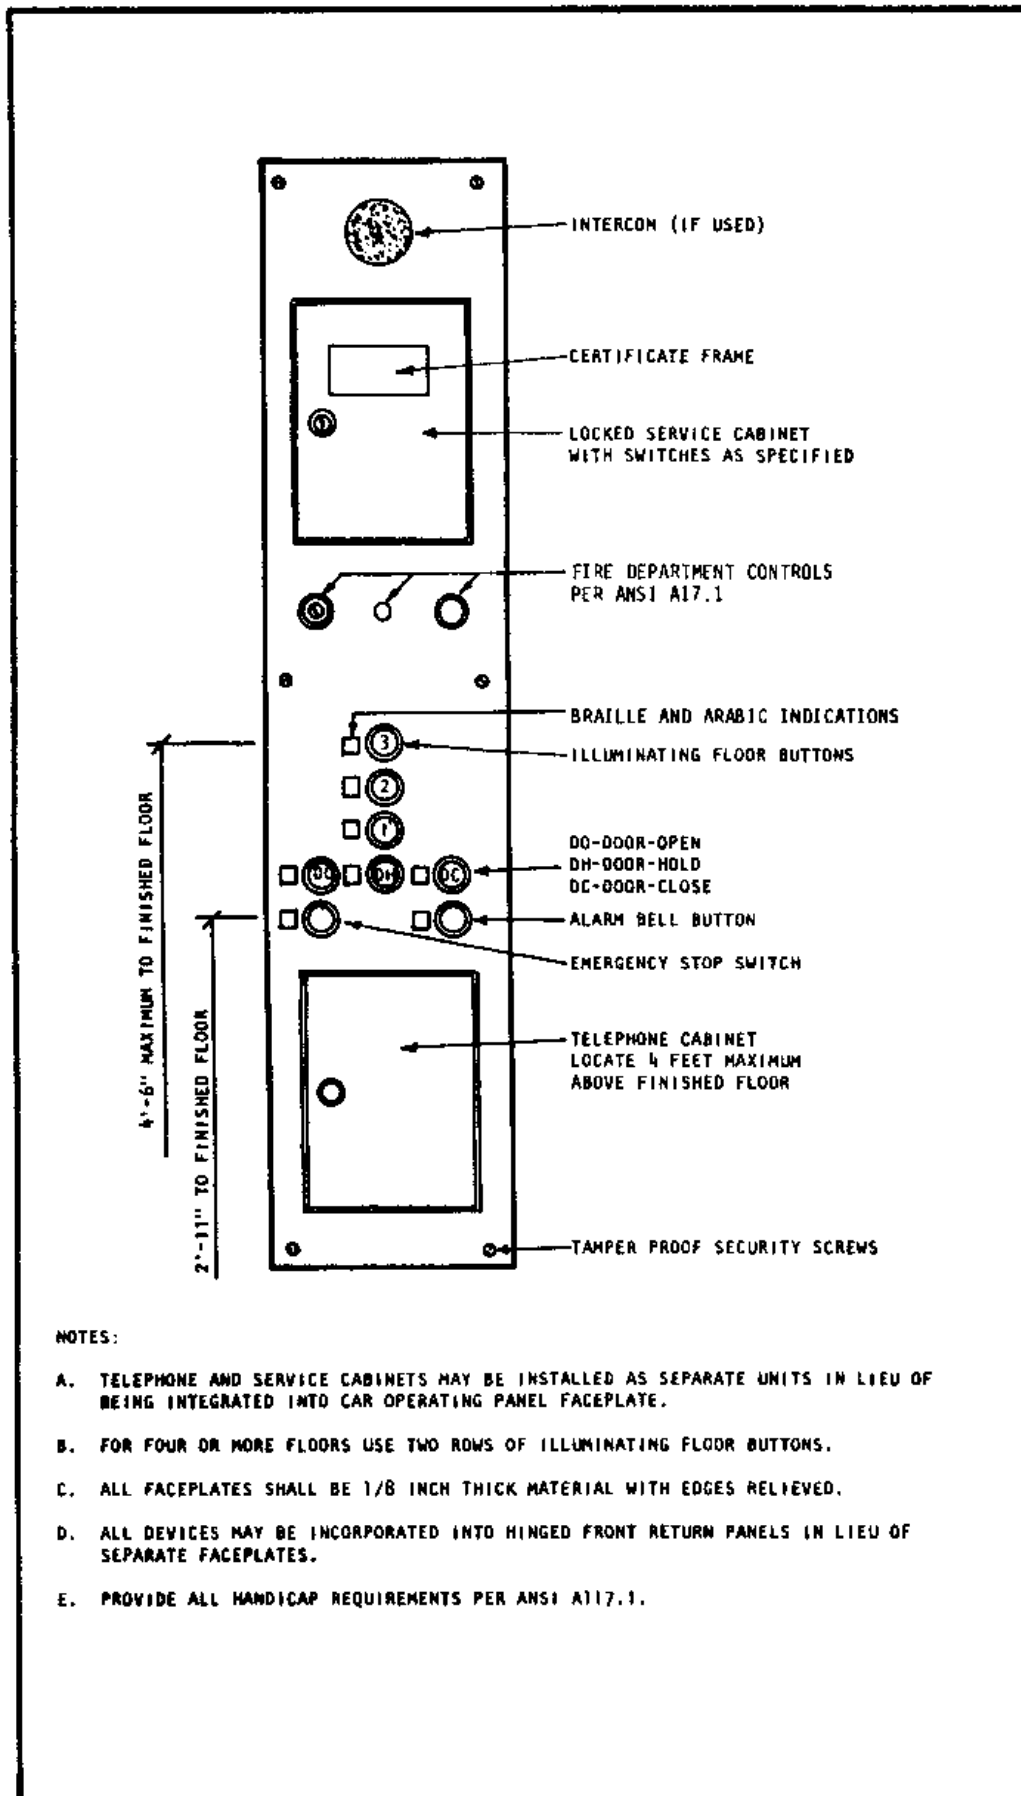 INTERCOM (IF USED)
CERTIFICATE FRAME
LOCKED SERVICE CABINET
WITH SWITCHES AS SPECIFIED
FIRE DEPARTMENT CONTROLS
PER ANSI A17.1
BRAILLE AND ARABIC INDICATIONS
3
ILLUMINATING FLOOR BUTTONS
2
1
DO-DOOR-OPEN
DH-DOOR-HOLD
DC-DOOR-CLOSE
DO DH DC
ALARM BELL BUTTON
EMERGENCY STOP SWITCH
4'-6" MAXIMUM TO FINISHED FLOOR
2'-11" TO FINISHED FLOOR
TELEPHONE CABINET
LOCATE 4 FEET MAXIMUM
ABOVE FINISHED FLOOR
TAMPER PROOF SECURITY SCREWS
NOTES:
A. TELEPHONE AND SERVICE CABINETS MAY BE INSTALLED AS SEPARATE UNITS IN LIEU OF
BEING INTEGRATED INTO CAR OPERATING PANEL FACEPLATE.
B. FOR FOUR OR MORE FLOORS USE TWO ROWS OF ILLUMINATING FLOOR BUTTONS.
C. ALL FACEPLATES SHALL BE 1/8 INCH THICK MATERIAL WITH EDGES RELIEVED.
D. ALL DEVICES MAY BE INCORPORATED INTO HINGED FRONT RETURN PANELS IN LIEU OF
SEPARATE FACEPLATES.
E. PROVIDE ALL HANDICAP REQUIREMENTS PER ANSI A117.1.